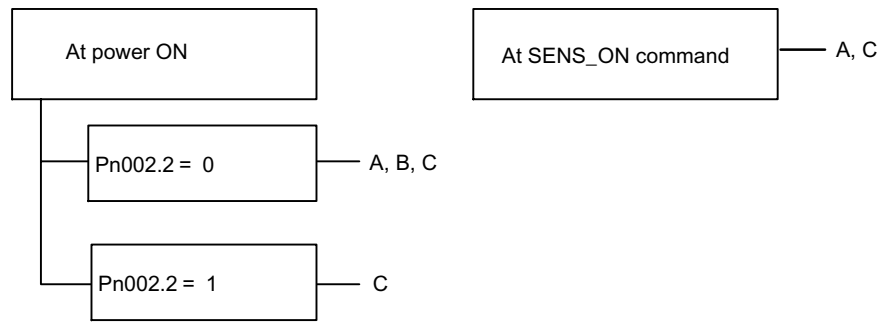 At power ON
At SENS_ON command
A, C
Pn002.2 = 0
A, B, C
Pn002.2 = 1
C